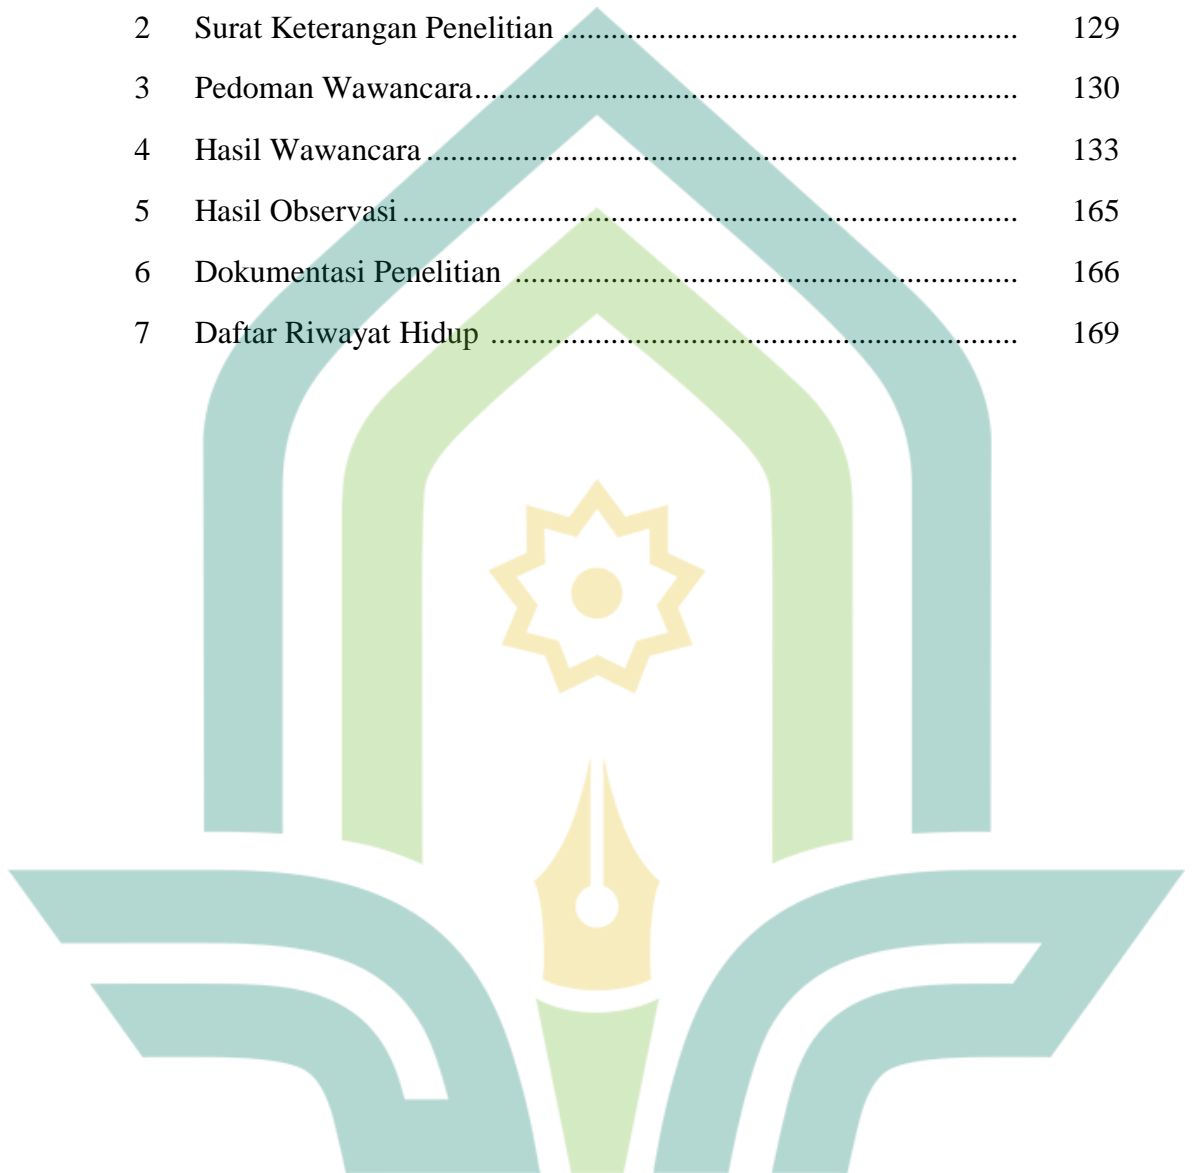 2 Surat Keterangan Penelitian ......................................................... 129
3 Pedoman Wawancara.................................................................... 130
4 Hasil Wawancara .......................................................................... 133
5 Hasil Observasi ............................................................................. 165
6 Dokumentasi Penelitian ............................................................... 166
7 Daftar Riwayat Hidup .................................................................. 169